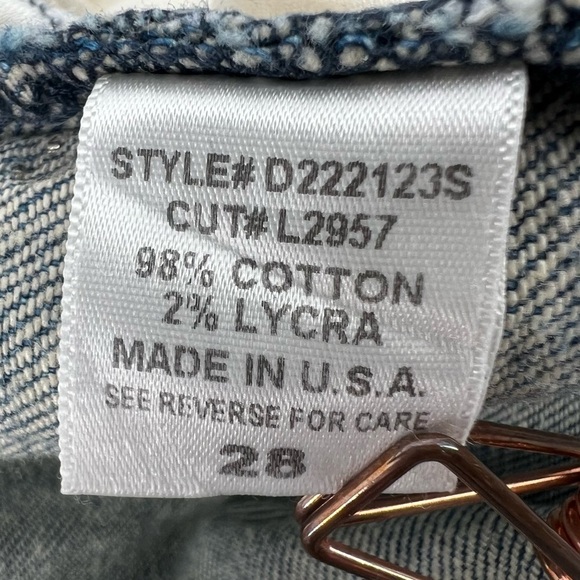 STYLE# D222123S
CUT# L2957
98% COTTON
2% LYCRA
MADE IN U.S.A.
SEE REVERSE FOR CARE
28